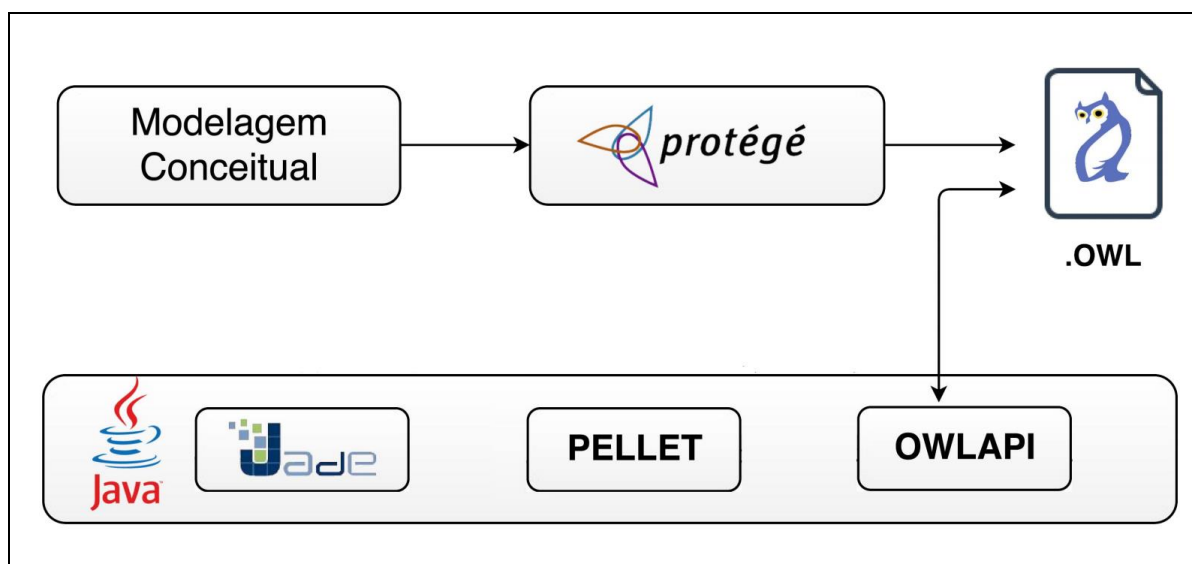 Modelagem
Conceitual
protégé
.OWL
Java
Jade
PELLET
OWLAPI